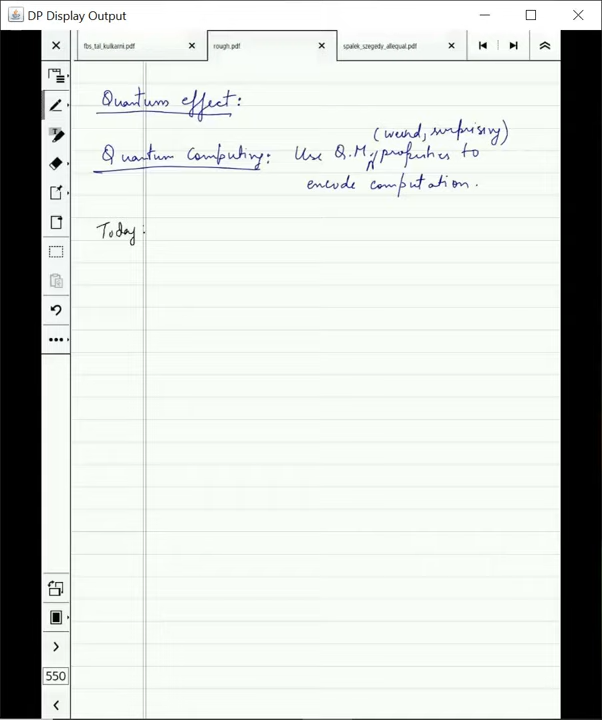 DP Display Output
fbs_tal_kulkarni.pdf
rough.pdf
spalek_szegedy_allequal.pdf
Quantum effect:
(weird, surprising)
Quantum computing: Use Q.M. properties to
encode computation.
Today:
550